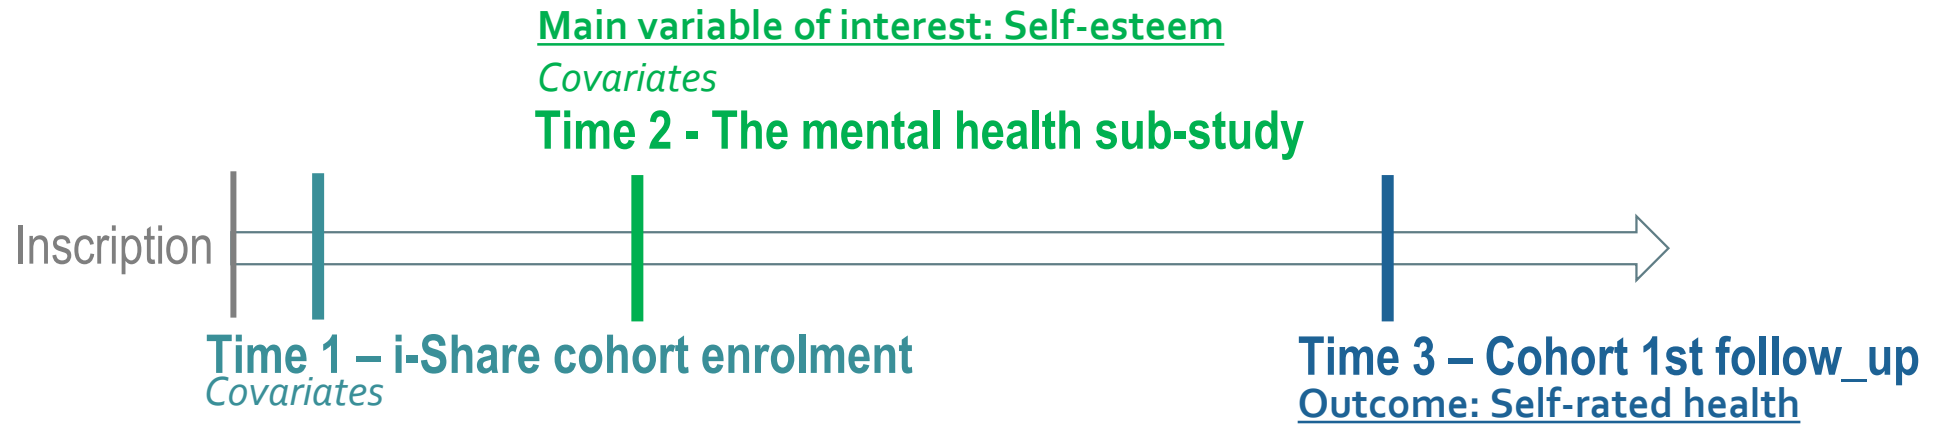 Main variable of interest: Self-esteem
Covariates
Time 2 - The mental health sub-study
Inscription
Time 1 – i-Share cohort enrolment
Covariates
Time 3 – Cohort 1st follow_up
Outcome: Self-rated health